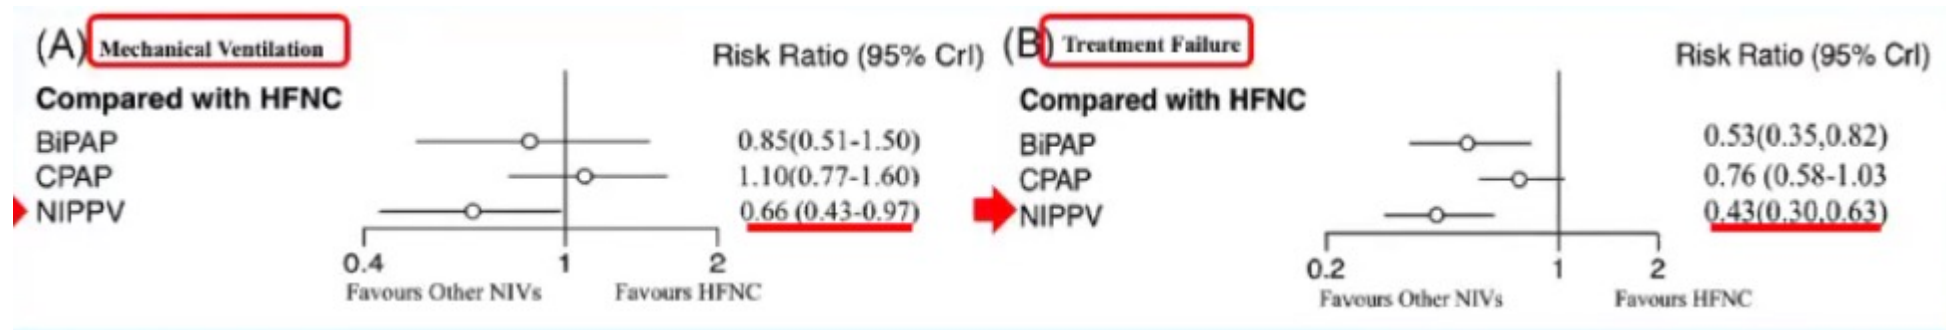 (A) Mechanical Ventilation
Risk Ratio (95% CrI)
Compared with HFNC
BiPAP 0.85(0.51-1.50)
CPAP 1.10(0.77-1.60)
NIPPV 0.66 (0.43-0.97)
0.4 1 2
Favours Other NIVs Favours HFNC
(B) Treatment Failure
Risk Ratio (95% CrI)
Compared with HFNC
BiPAP 0.53(0.35,0.82)
CPAP 0.76 (0.58-1.03
NIPPV 0.43(0.30,0.63)
0.2 1 2
Favours Other NIVs Favours HFNC